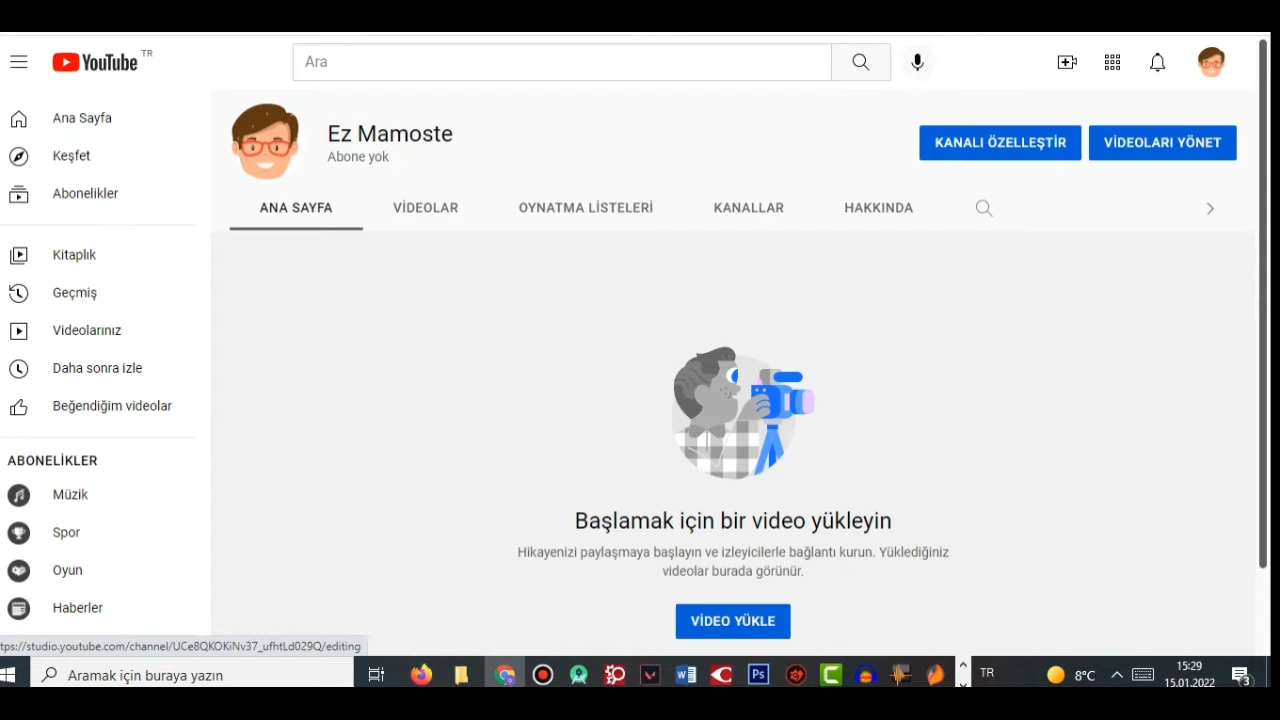 YouTube TR
Ara
Ana Sayfa
Keşfet
Abonelikler
Kitaplık
Geçmiş
Videolarınız
Daha sonra izle
Beğendiğim videolar
ABONELİKLER
Müzik
Spor
Oyun
Haberler
Ez Mamoste
Abone yok
KANALI ÖZELLEŞTİR
VİDEOLARI YÖNET
ANA SAYFA
VİDEOLAR
OYNATMA LİSTELERİ
KANALLAR
HAKKINDA
Başlamak için bir video yükleyin
Hikayenizi paylaşmaya başlayın ve izleyicilerle bağlantı kurun. Yüklediğiniz
videolar burada görünür.
VİDEO YÜKLE
tps://studio.youtube.com/channel/UCe8QKOKiNv37_ufhtLd029Q/editing
Aramak için buraya yazın
Ps
TR
8°C
15:29
15.01.2022
3